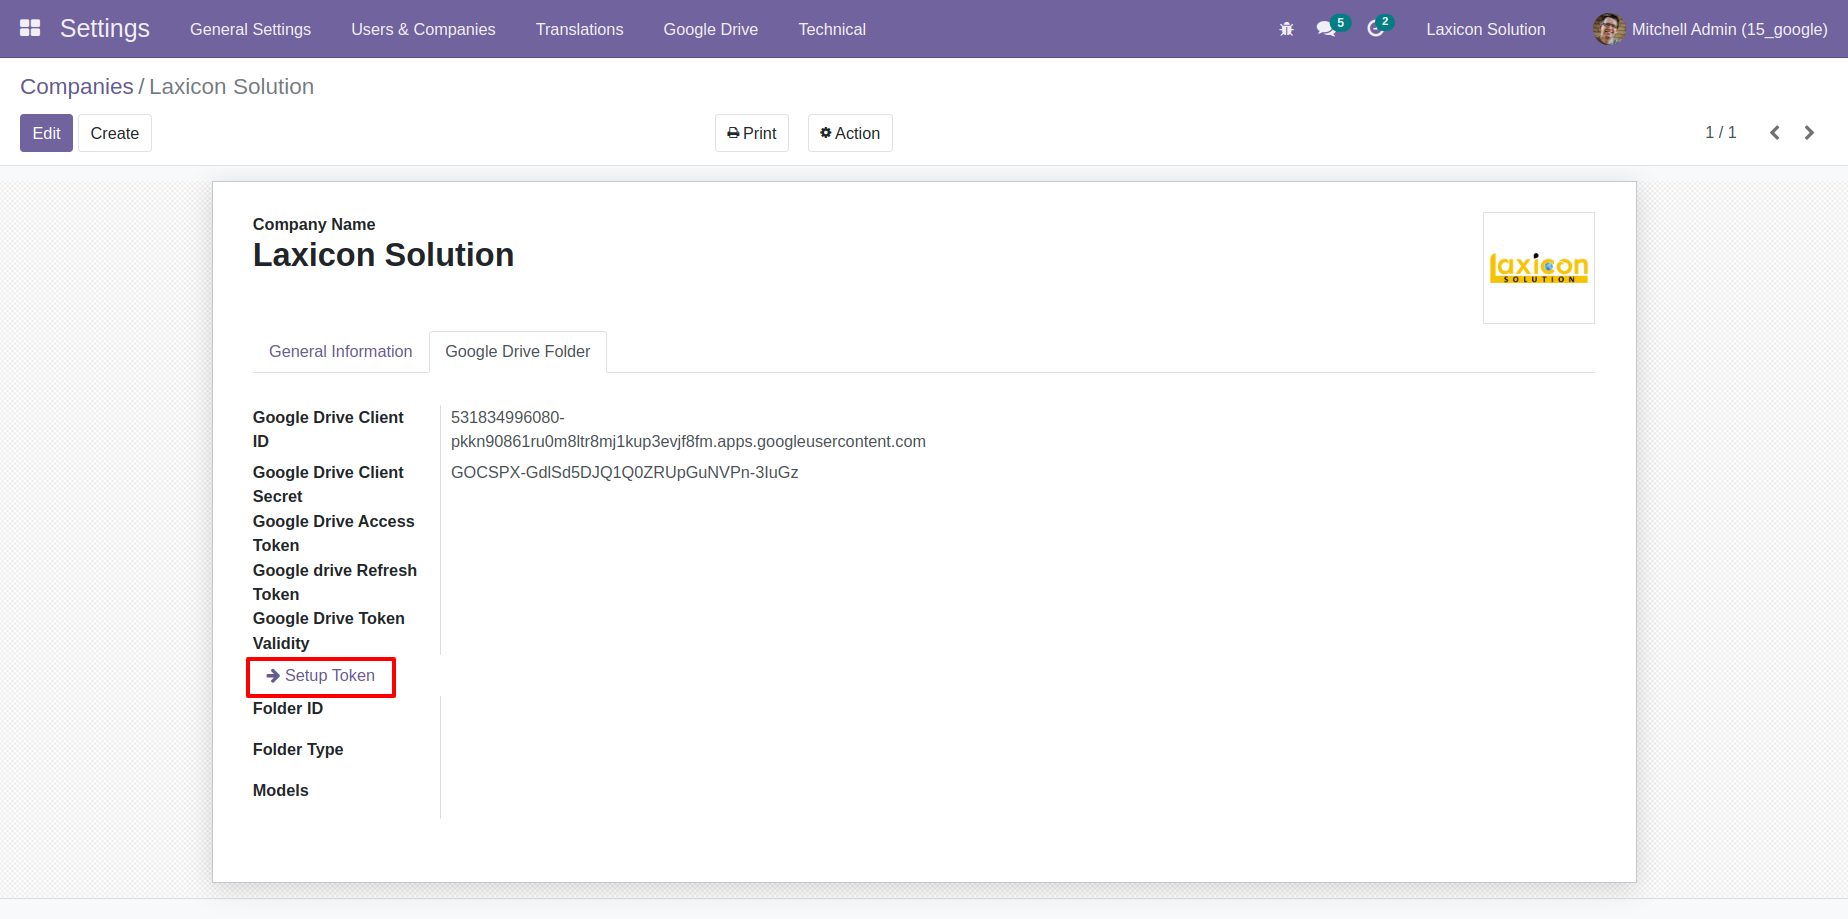 Settings General Settings Users & Companies Translations Google Drive Technical 5 2 Laxicon Solution Mitchell Admin (15_google)
Companies / Laxicon Solution
Edit Create Print Action 1 / 1
Company Name
Laxicon Solution
laxicon
SOLUTION
General Information Google Drive Folder
Google Drive Client 531834996080-
ID pkkn90861ru0m8ltr8mj1kup3evjf8fm.apps.googleusercontent.com
Google Drive Client 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
Secret
Google Drive Access
Token
Google drive Refresh
Token
Google Drive Token
Validity
Setup Token
Folder ID
Folder Type
Models